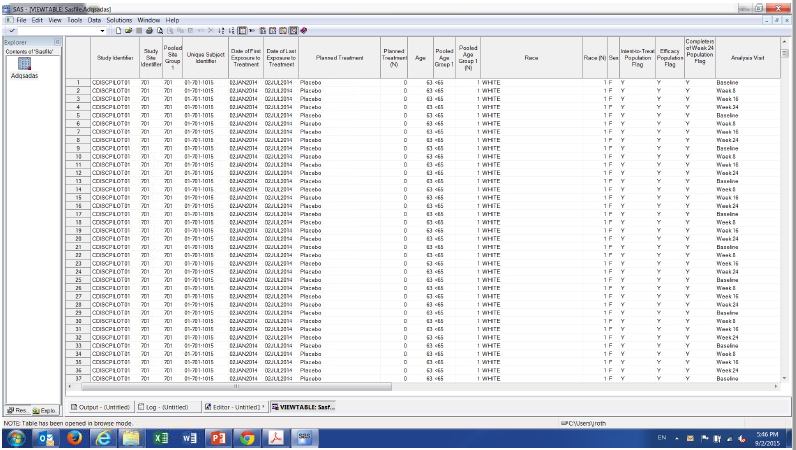 SAS - [VIEWTABLE: Sasfile.Adqsadas]
File Edit View Tools Data Solutions Window Help
Explorer
Contents of 'Sasfile'
Adqsadas
Study Identifier Study Site Identifier Pooled Site Group 1 Unique Subject Identifier Date of First Exposure to Treatment Date of Last Exposure to Treatment Planned Treatment Planned Treatment (N) Age Pooled Age Group 1 Pooled Age Group 1 (N) Race Race (N) Sex Intent-to-Treat Population Flag Efficacy Population Flag Completers of Week 24 Population Flag Analysis Visit
1 CDISCPILOT01 701 701 01-701-1015 02JAN2014 02JUL2014 Placebo 0 63 <65 1 WHITE 1 F Y Y Y Baseline
2 CDISCPILOT01 701 701 01-701-1015 02JAN2014 02JUL2014 Placebo 0 63 <65 1 WHITE 1 F Y Y Y Week 8
3 CDISCPILOT01 701 701 01-701-1015 02JAN2014 02JUL2014 Placebo 0 63 <65 1 WHITE 1 F Y Y Y Week 16
4 CDISCPILOT01 701 701 01-701-1015 02JAN2014 02JUL2014 Placebo 0 63 <65 1 WHITE 1 F Y Y Y Week 24
5 CDISCPILOT01 701 701 01-701-1015 02JAN2014 02JUL2014 Placebo 0 63 <65 1 WHITE 1 F Y Y Y Baseline
6 CDISCPILOT01 701 701 01-701-1015 02JAN2014 02JUL2014 Placebo 0 63 <65 1 WHITE 1 F Y Y Y Week 8
7 CDISCPILOT01 701 701 01-701-1015 02JAN2014 02JUL2014 Placebo 0 63 <65 1 WHITE 1 F Y Y Y Week 16
8 CDISCPILOT01 701 701 01-701-1015 02JAN2014 02JUL2014 Placebo 0 63 <65 1 WHITE 1 F Y Y Y Week 24
9 CDISCPILOT01 701 701 01-701-1015 02JAN2014 02JUL2014 Placebo 0 63 <65 1 WHITE 1 F Y Y Y Baseline
10 CDISCPILOT01 701 701 01-701-1015 02JAN2014 02JUL2014 Placebo 0 63 <65 1 WHITE 1 F Y Y Y Week 8
11 CDISCPILOT01 701 701 01-701-1015 02JAN2014 02JUL2014 Placebo 0 63 <65 1 WHITE 1 F Y Y Y Week 16
12 CDISCPILOT01 701 701 01-701-1015 02JAN2014 02JUL2014 Placebo 0 63 <65 1 WHITE 1 F Y Y Y Week 24
13 CDISCPILOT01 701 701 01-701-1015 02JAN2014 02JUL2014 Placebo 0 63 <65 1 WHITE 1 F Y Y Y Baseline
14 CDISCPILOT01 701 701 01-701-1015 02JAN2014 02JUL2014 Placebo 0 63 <65 1 WHITE 1 F Y Y Y Week 8
15 CDISCPILOT01 701 701 01-701-1015 02JAN2014 02JUL2014 Placebo 0 63 <65 1 WHITE 1 F Y Y Y Week 16
16 CDISCPILOT01 701 701 01-701-1015 02JAN2014 02JUL2014 Placebo 0 63 <65 1 WHITE 1 F Y Y Y Week 24
17 CDISCPILOT01 701 701 01-701-1015 02JAN2014 02JUL2014 Placebo 0 63 <65 1 WHITE 1 F Y Y Y Baseline
18 CDISCPILOT01 701 701 01-701-1015 02JAN2014 02JUL2014 Placebo 0 63 <65 1 WHITE 1 F Y Y Y Week 8
19 CDISCPILOT01 701 701 01-701-1015 02JAN2014 02JUL2014 Placebo 0 63 <65 1 WHITE 1 F Y Y Y Week 16
20 CDISCPILOT01 701 701 01-701-1015 02JAN2014 02JUL2014 Placebo 0 63 <65 1 WHITE 1 F Y Y Y Week 24
21 CDISCPILOT01 701 701 01-701-1015 02JAN2014 02JUL2014 Placebo 0 63 <65 1 WHITE 1 F Y Y Y Baseline
22 CDISCPILOT01 701 701 01-701-1015 02JAN2014 02JUL2014 Placebo 0 63 <65 1 WHITE 1 F Y Y Y Week 8
23 CDISCPILOT01 701 701 01-701-1015 02JAN2014 02JUL2014 Placebo 0 63 <65 1 WHITE 1 F Y Y Y Week 16
24 CDISCPILOT01 701 701 01-701-1015 02JAN2014 02JUL2014 Placebo 0 63 <65 1 WHITE 1 F Y Y Y Week 24
25 CDISCPILOT01 701 701 01-701-1015 02JAN2014 02JUL2014 Placebo 0 63 <65 1 WHITE 1 F Y Y Y Baseline
26 CDISCPILOT01 701 701 01-701-1015 02JAN2014 02JUL2014 Placebo 0 63 <65 1 WHITE 1 F Y Y Y Week 8
27 CDISCPILOT01 701 701 01-701-1015 02JAN2014 02JUL2014 Placebo 0 63 <65 1 WHITE 1 F Y Y Y Week 16
28 CDISCPILOT01 701 701 01-701-1015 02JAN2014 02JUL2014 Placebo 0 63 <65 1 WHITE 1 F Y Y Y Week 24
29 CDISCPILOT01 701 701 01-701-1015 02JAN2014 02JUL2014 Placebo 0 63 <65 1 WHITE 1 F Y Y Y Baseline
30 CDISCPILOT01 701 701 01-701-1015 02JAN2014 02JUL2014 Placebo 0 63 <65 1 WHITE 1 F Y Y Y Week 8
31 CDISCPILOT01 701 701 01-701-1015 02JAN2014 02JUL2014 Placebo 0 63 <65 1 WHITE 1 F Y Y Y Week 16
32 CDISCPILOT01 701 701 01-701-1015 02JAN2014 02JUL2014 Placebo 0 63 <65 1 WHITE 1 F Y Y Y Week 24
33 CDISCPILOT01 701 701 01-701-1015 02JAN2014 02JUL2014 Placebo 0 63 <65 1 WHITE 1 F Y Y Y Baseline
34 CDISCPILOT01 701 701 01-701-1015 02JAN2014 02JUL2014 Placebo 0 63 <65 1 WHITE 1 F Y Y Y Week 8
35 CDISCPILOT01 701 701 01-701-1015 02JAN2014 02JUL2014 Placebo 0 63 <65 1 WHITE 1 F Y Y Y Week 16
36 CDISCPILOT01 701 701 01-701-1015 02JAN2014 02JUL2014 Placebo 0 63 <65 1 WHITE 1 F Y Y Y Week 24
37 CDISCPILOT01 701 701 01-701-1015 02JAN2014 02JUL2014 Placebo 0 63 <65 1 WHITE 1 F Y Y Y Baseline
Res... Explo... Output - (Untitled) Log - (Untitled) Editor - Untitled1 * VIEWTABLE: Sasf...
NOTE: Table has been opened in browse mode. C:\Users\jroth
EN 5:46 PM
9/2/2015